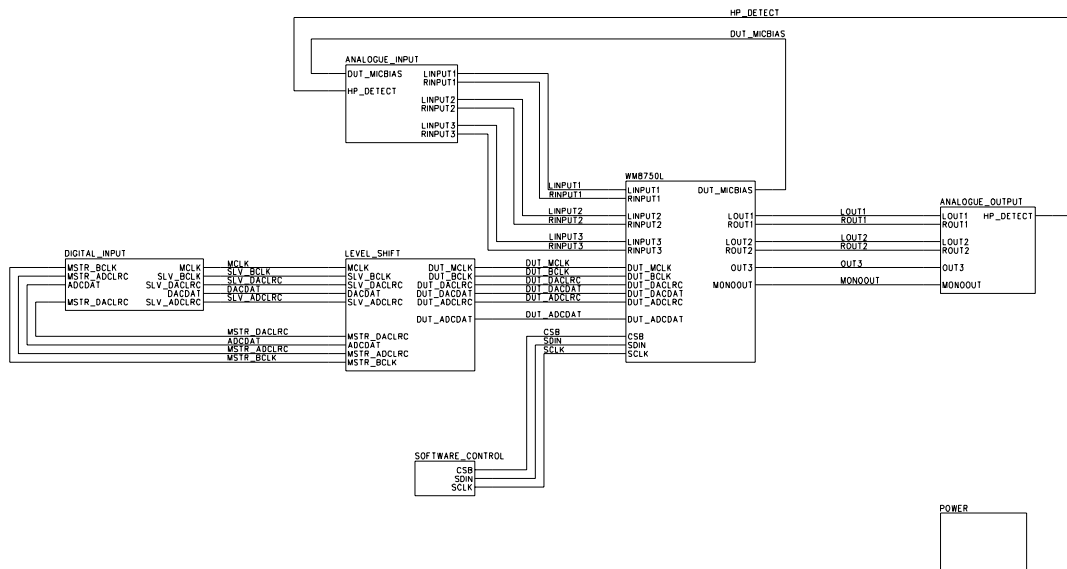 HP_DETECT
DUT_MICBIAS
ANALOGUE_INPUT
DUT_MICBIAS LINPUT1
RINPUT1
HP_DETECT
LINPUT2
RINPUT2
LINPUT3
RINPUT3
WM8750L
LINPUT1
RINPUT1
LINPUT1 DUT_MICBIAS
RINPUT1
LINPUT2
RINPUT2
LINPUT2
RINPUT2
LINPUT3
RINPUT3
LINPUT3
RINPUT3
LOUT1
ROUT1
LOUT2
ROUT2
OUT3
MONOOUT
LOUT1
ROUT1
LOUT2
ROUT2
OUT3
MONOOUT
ANALOGUE_OUTPUT
LOUT1 HP_DETECT
ROUT1
LOUT2
ROUT2
OUT3
MONOOUT
DIGITAL_INPUT
MSTR_BCLK MCLK
MSTR_ADCLRC SLV_BCLK
ADCDAT SLV_DACLRC
DACDAT
MSTR_DACLRC SLV_ADCLRC
MCLK
SLV_BCLK
SLV_DACLRC
DACDAT
SLV_ADCLRC
LEVEL_SHIFT
MCLK DUT_MCLK
SLV_BCLK DUT_BCLK
SLV_DACLRC DUT_DACLRC
DACDAT DUT_DACDAT
SLV_ADCLRC DUT_ADCLRC
DUT_ADCDAT
MSTR_DACLRC
ADCDAT
MSTR_ADCLRC
MSTR_BCLK
MSTR_DACLRC
ADCDAT
MSTR_ADCLRC
MSTR_BCLK
DUT_MCLK
DUT_BCLK
DUT_DACLRC
DUT_DACDAT
DUT_ADCLRC
DUT_ADCDAT
DUT_MCLK
DUT_BCLK
DUT_DACLRC
DUT_DACDAT
DUT_ADCLRC
DUT_ADCDAT
CSB
SDIN
SCLK
CSB
SDIN
SCLK
SOFTWARE_CONTROL
CSB
SDIN
SCLK
POWER